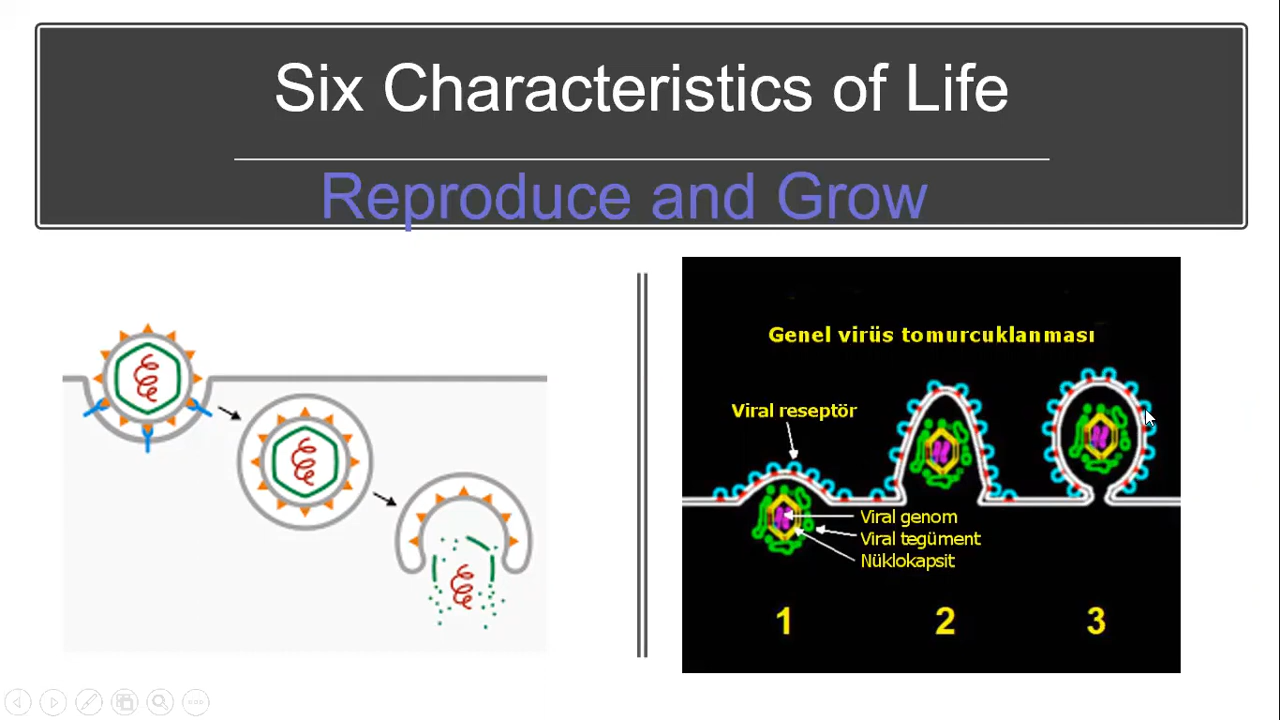 Six Characteristics of Life
Reproduce and Grow
Genel virüs tomurcuklanması
Viral reseptör
Viral genom
Viral tegüment
Nüklokapsit
1 2 3